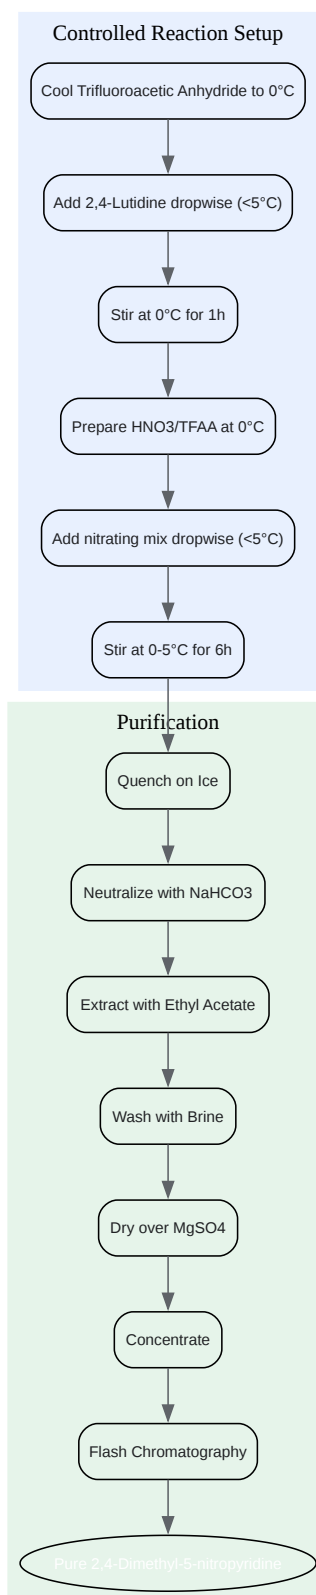 Controlled Reaction Setup
Cool Trifluoroacetic Anhydride to 0°C
Add 2,4-Lutidine dropwise (<5°C)
Stir at 0°C for 1h
Prepare HNO3/TFAA at 0°C
Add nitrating mix dropwise (<5°C)
Stir at 0-5°C for 6h
Purification
Quench on Ice
Neutralize with NaHCO3
Extract with Ethyl Acetate
Wash with Brine
Dry over MgSO4
Concentrate
Flash Chromatography
Pure 2,4-Dimethyl-5-nitropyridine